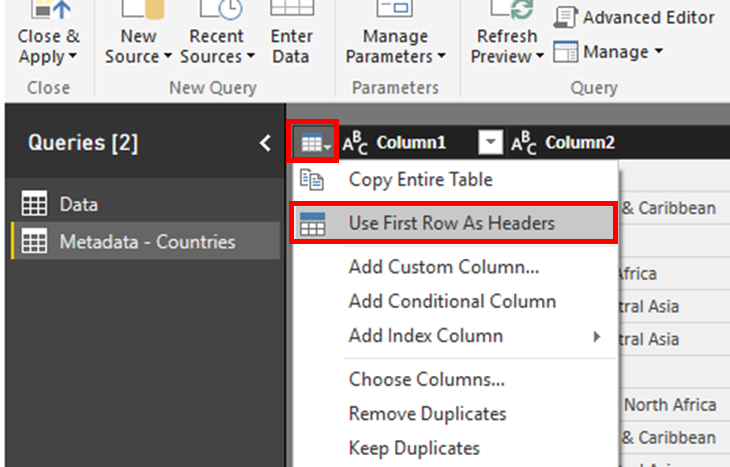 Close &
Apply
New
Source
Recent
Sources
Enter
Data
Manage
Parameters
Refresh
Preview
Advanced Editor
Manage
Close
New Query
Parameters
Query
Queries [2]
Data
Metadata - Countries
ABC Column1
ABC Column2
Copy Entire Table
Use First Row As Headers
& Caribbean
Add Custom Column...
Africa
Add Conditional Column
tral Asia
Add Index Column
tral Asia
Choose Columns...
North Africa
Remove Duplicates
& Caribbean
Keep Duplicates